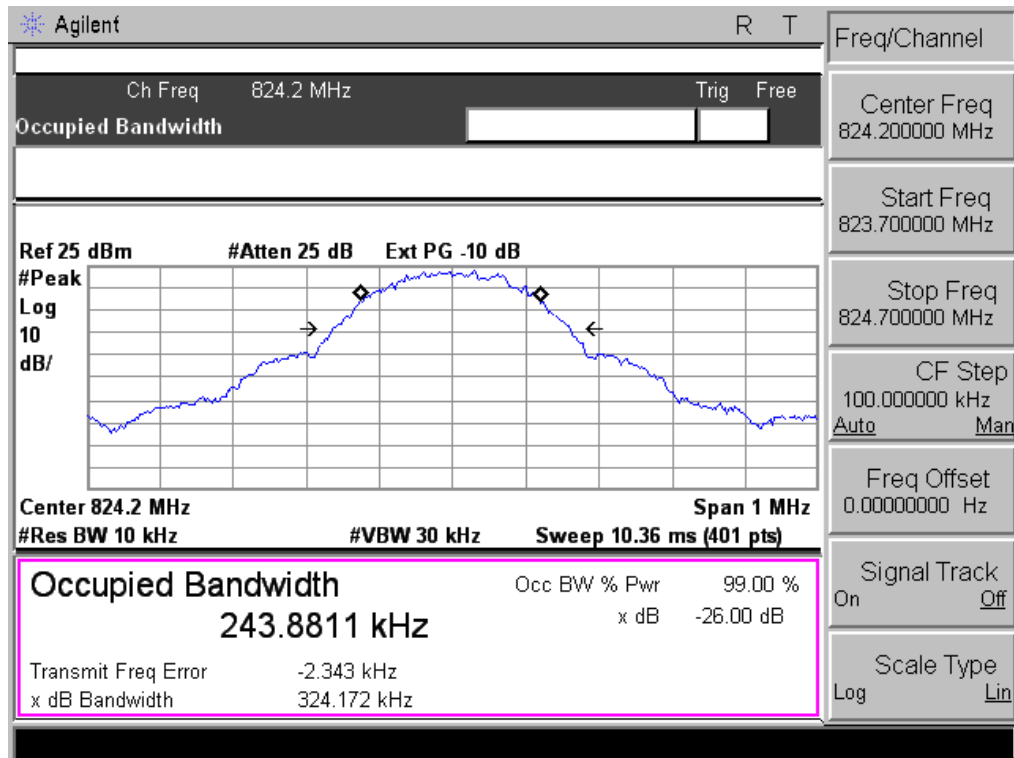 Agilent R T
Ch Freq 824.2 MHz Trig Free
Occupied Bandwidth
Ref 25 dBm #Atten 25 dB Ext PG -10 dB
#Peak
Log
10
dB/
Center 824.2 MHz Span 1 MHz
#Res BW 10 kHz #VBW 30 kHz Sweep 10.36 ms (401 pts)
Occupied Bandwidth Occ BW % Pwr 99.00 %
243.8811 kHz x dB -26.00 dB
Transmit Freq Error -2.343 kHz
x dB Bandwidth 324.172 kHz
Freq/Channel
Center Freq
824.200000 MHz
Start Freq
823.700000 MHz
Stop Freq
824.700000 MHz
CF Step
100.000000 kHz
Auto Man
Freq Offset
0.00000000 Hz
Signal Track
On Off
Scale Type
Log Lin